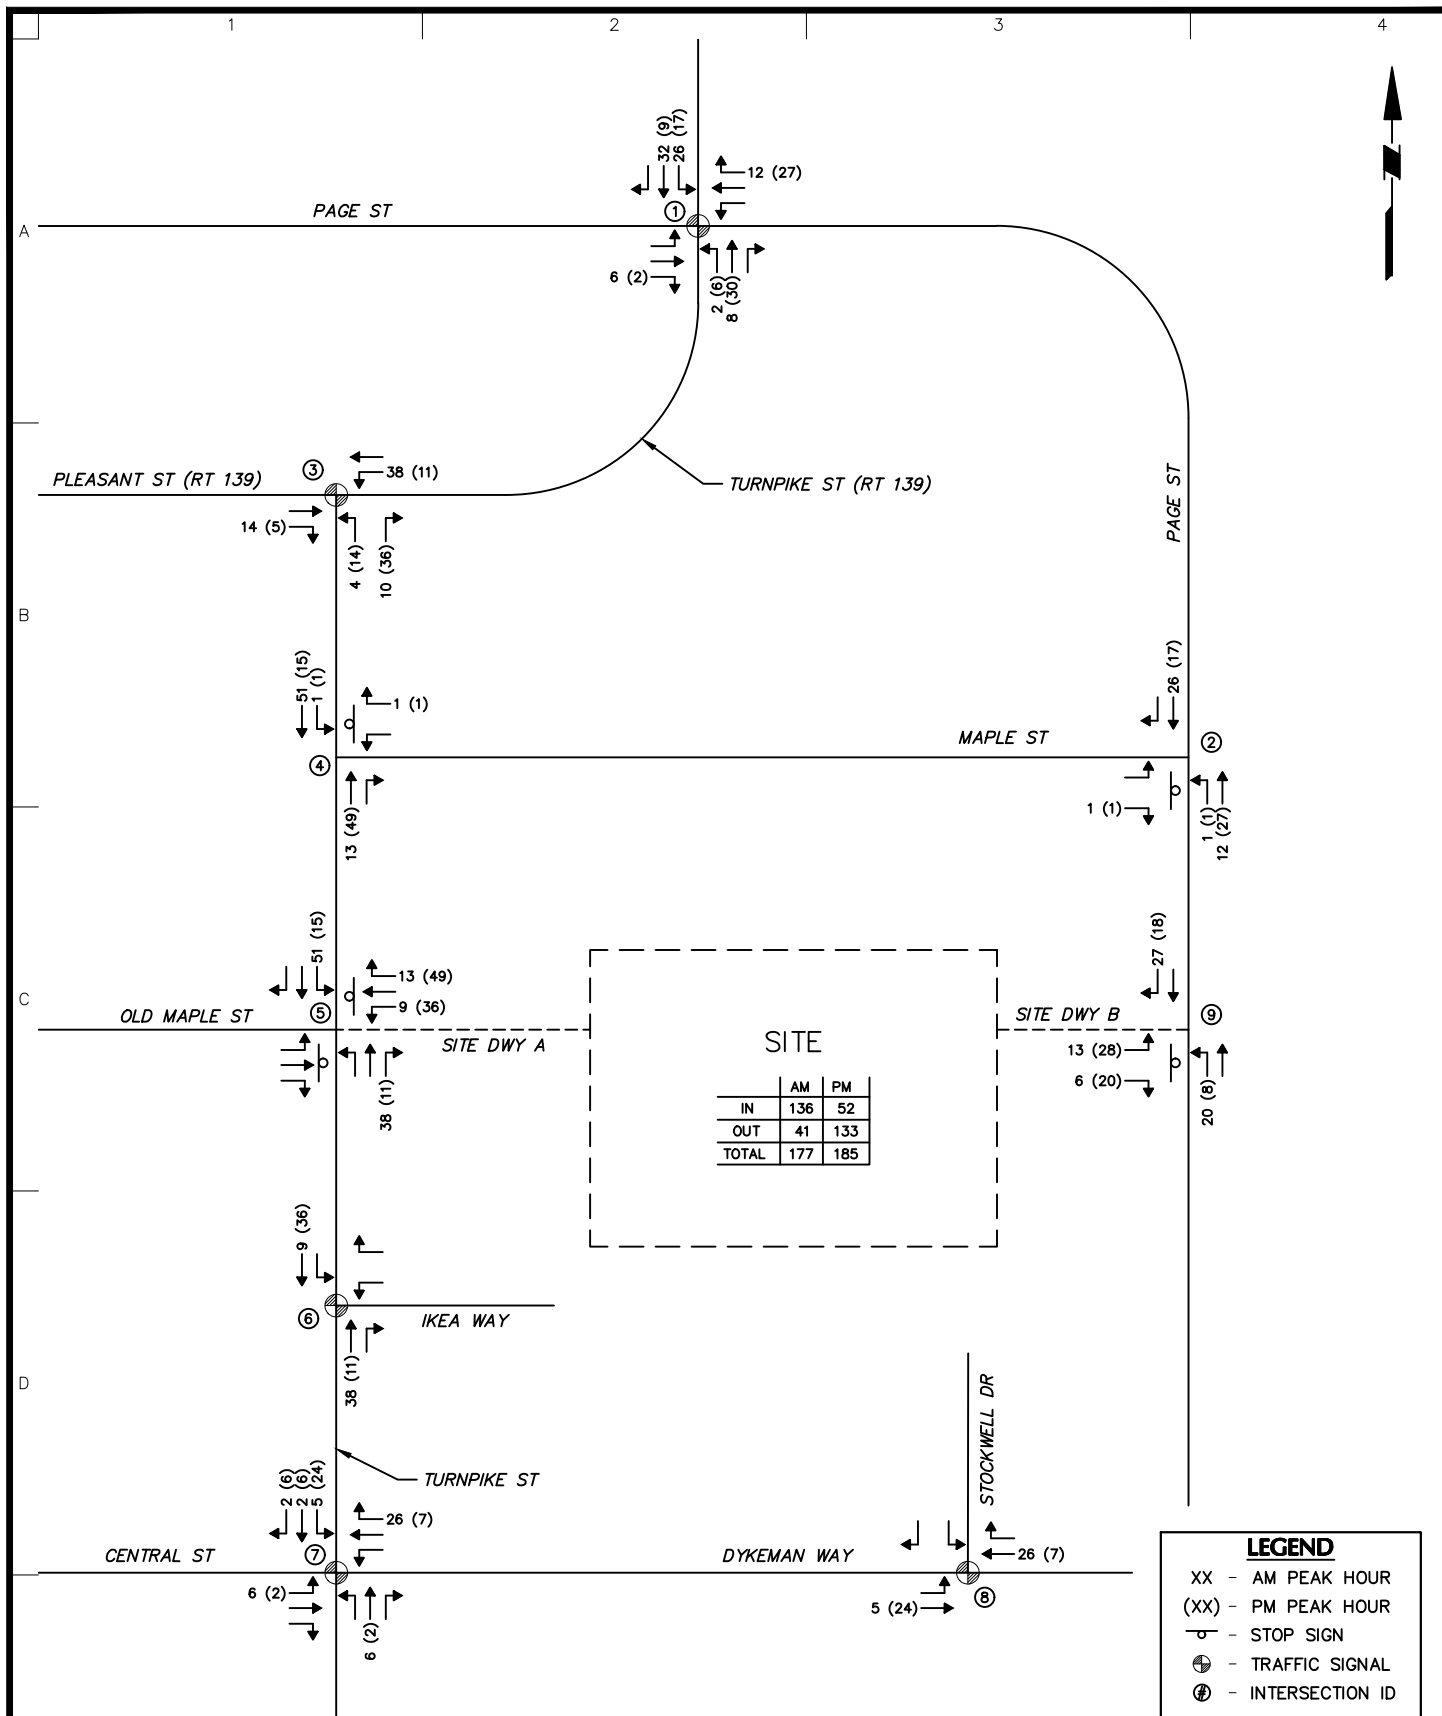 1
2
3
4
A
B
C
D
32 (9)
26 (17)
12 (27)
PAGE ST
1
6 (2)
2 (6)
8 (30)
PLEASANT ST (RT 139)
3
38 (11)
TURNPIKE ST (RT 139)
14 (5)
4 (14)
10 (36)
PAGE ST
51 (15)
1 (1)
1 (1)
26 (17)
MAPLE ST
4
2
13 (49)
1 (1)
1 (1)
12 (27)
51 (15)
13 (49)
9 (36)
27 (18)
OLD MAPLE ST
5
SITE DWY A
SITE DWY B
9
38 (11)
13 (28)
6 (20)
20 (8)
SITE
AM PM
IN 136 52
OUT 41 133
TOTAL 177 185
9 (36)
6
IKEA WAY
38 (11)
STOCKWELL DR
TURNPIKE ST
2 (6)
2 (6)
5 (24)
26 (7)
CENTRAL ST
7
DYKEMAN WAY
26 (7)
6 (2)
6 (2)
5 (24)
8
LEGEND
XX - AM PEAK HOUR
(XX) - PM PEAK HOUR
- STOP SIGN
- TRAFFIC SIGNAL
# - INTERSECTION ID